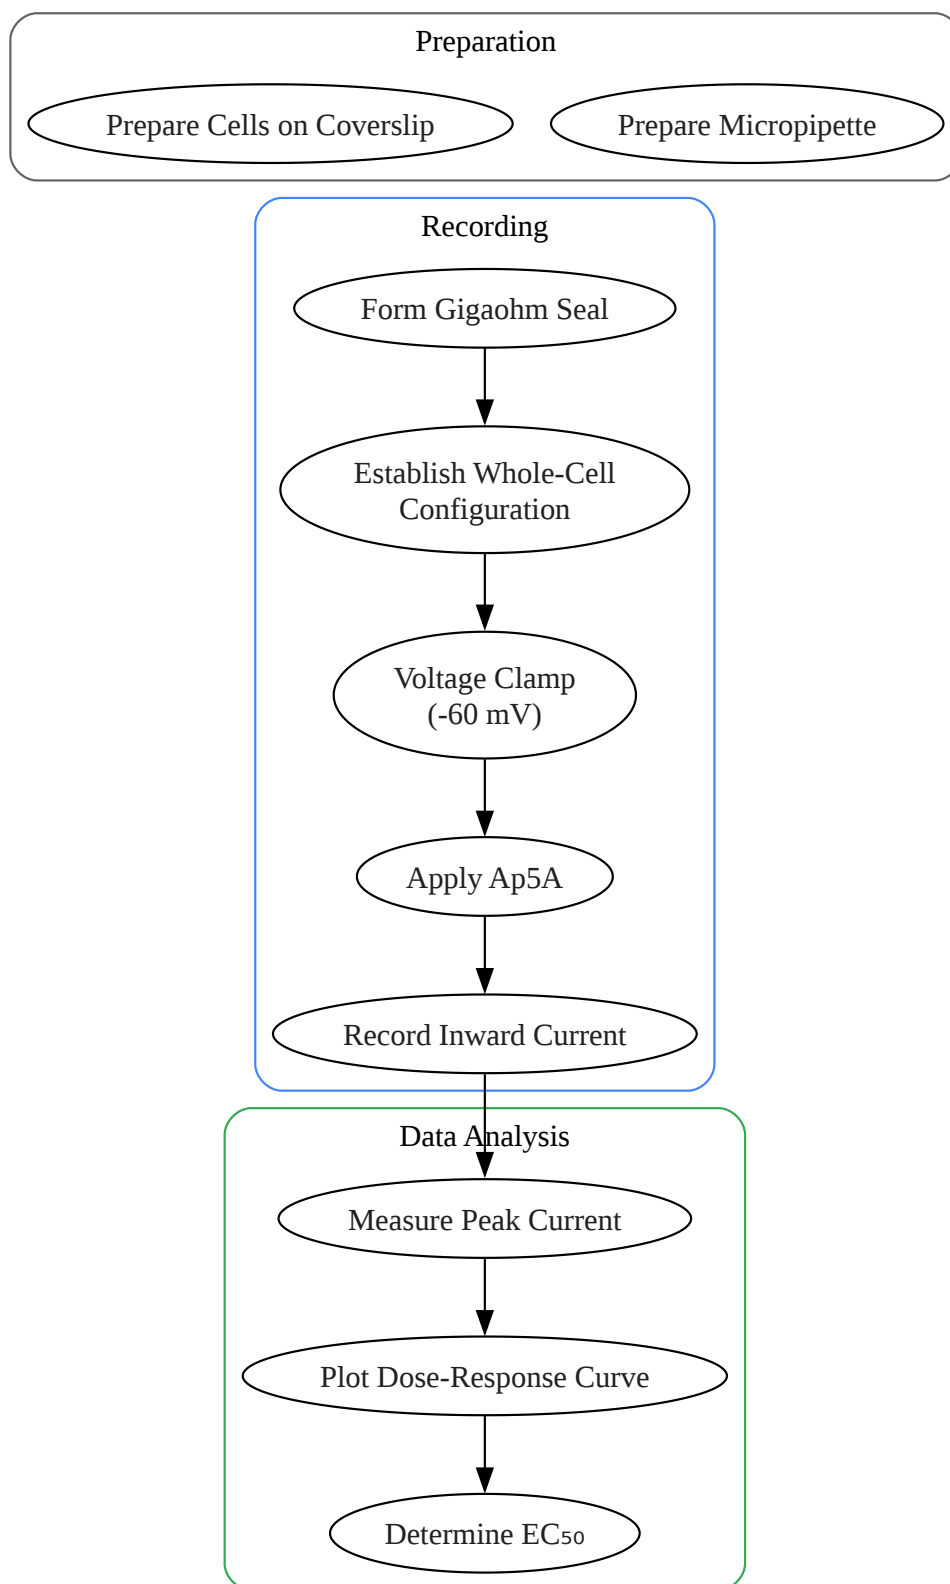 Preparation
Prepare Cells on Coverslip
Prepare Micropipette
Recording
Form Gigaohm Seal
Establish Whole-Cell
Configuration
Voltage Clamp
(-60 mV)
Apply Ap5A
Record Inward Current
Data Analysis
Measure Peak Current
Plot Dose-Response Curve
Determine EC₅₀